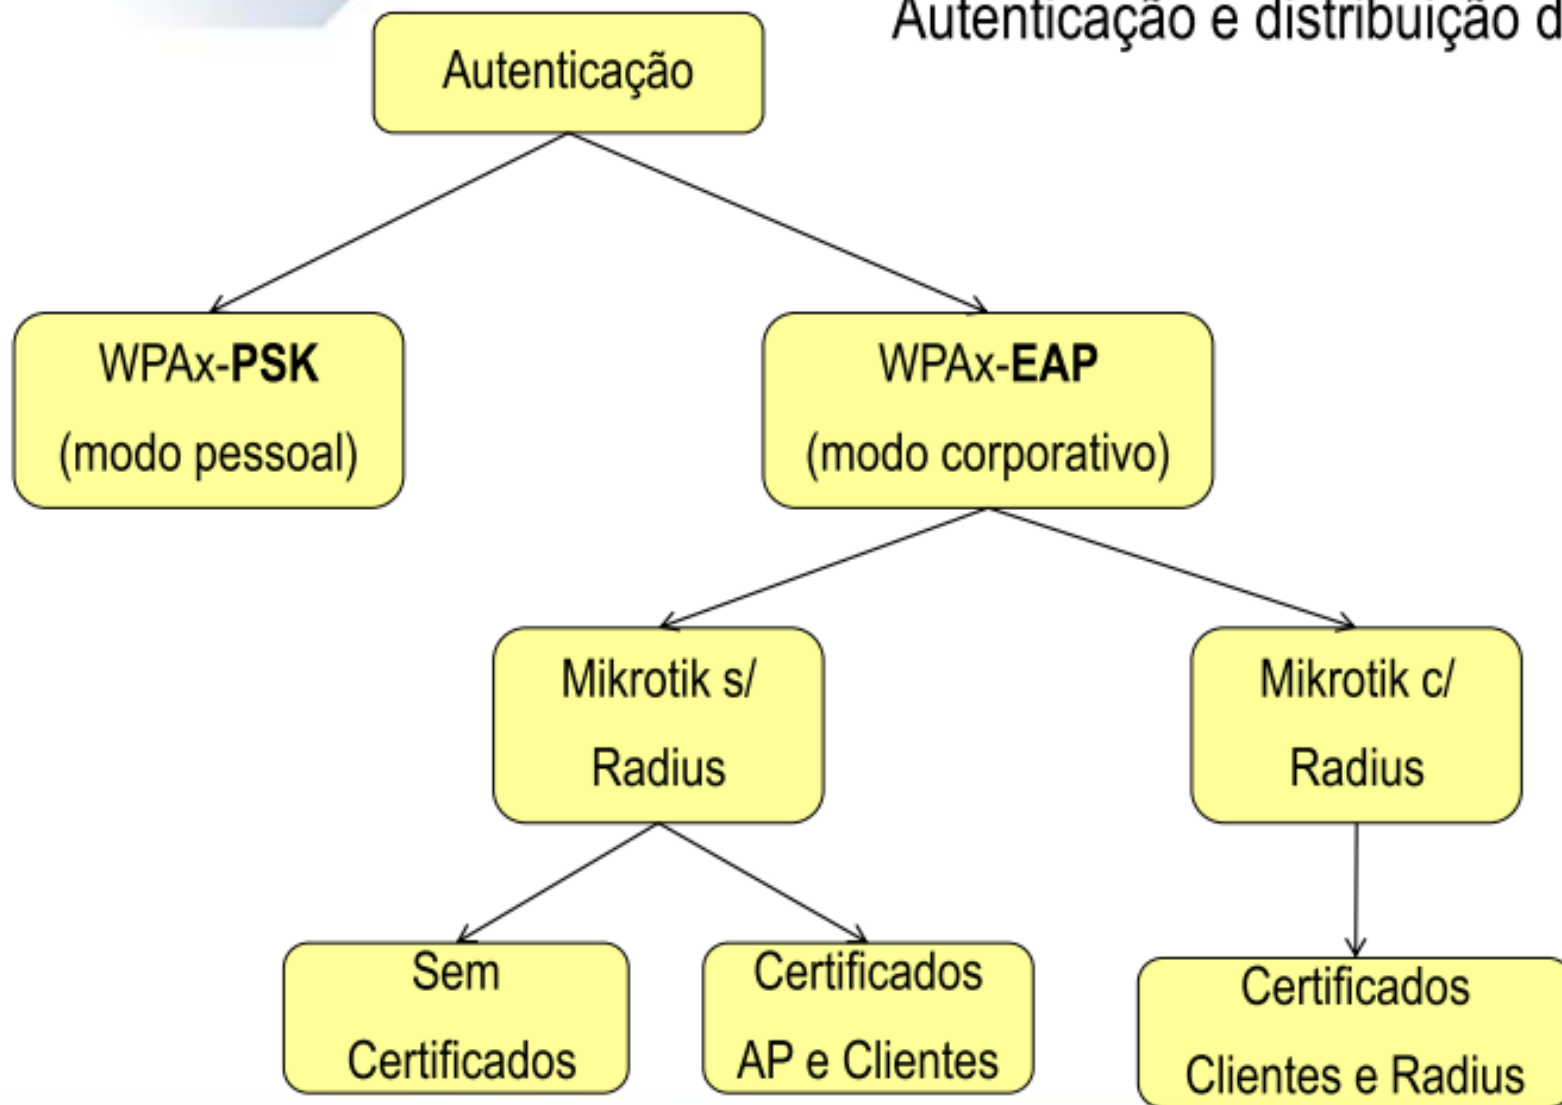 Autenticação e distribuição d
Autenticação
WPAx-PSK
(modo pessoal)
WPAx-EAP
(modo corporativo)
Mikrotik s/
Radius
Mikrotik c/
Radius
Sem
Certificados
Certificados
AP e Clientes
Certificados
Clientes e Radius